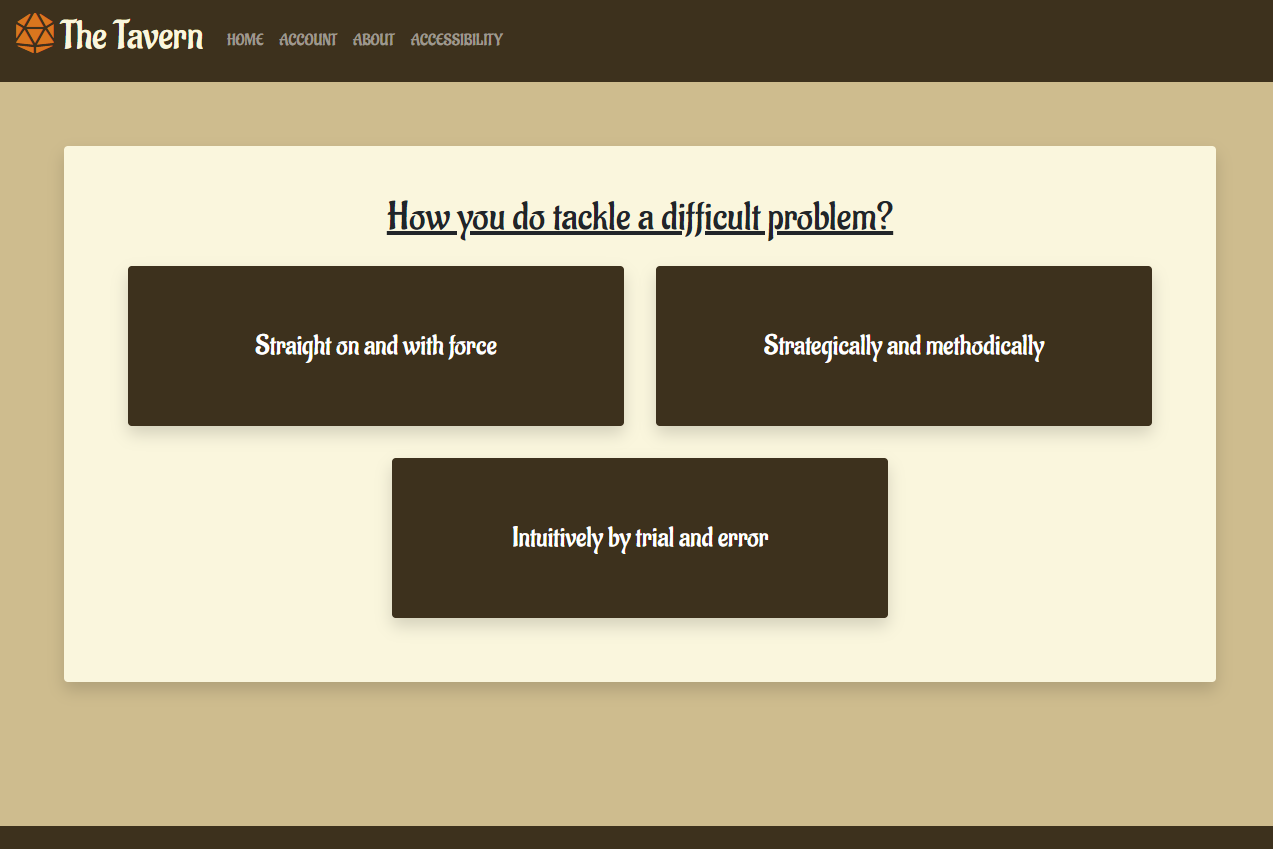 The Tavern HOME ACCOUNT ABOUT ACCESSIBILITY
How you do tackle a difficult problem?
Straight on and with force
Strategically and methodically
Intuitively by trial and error